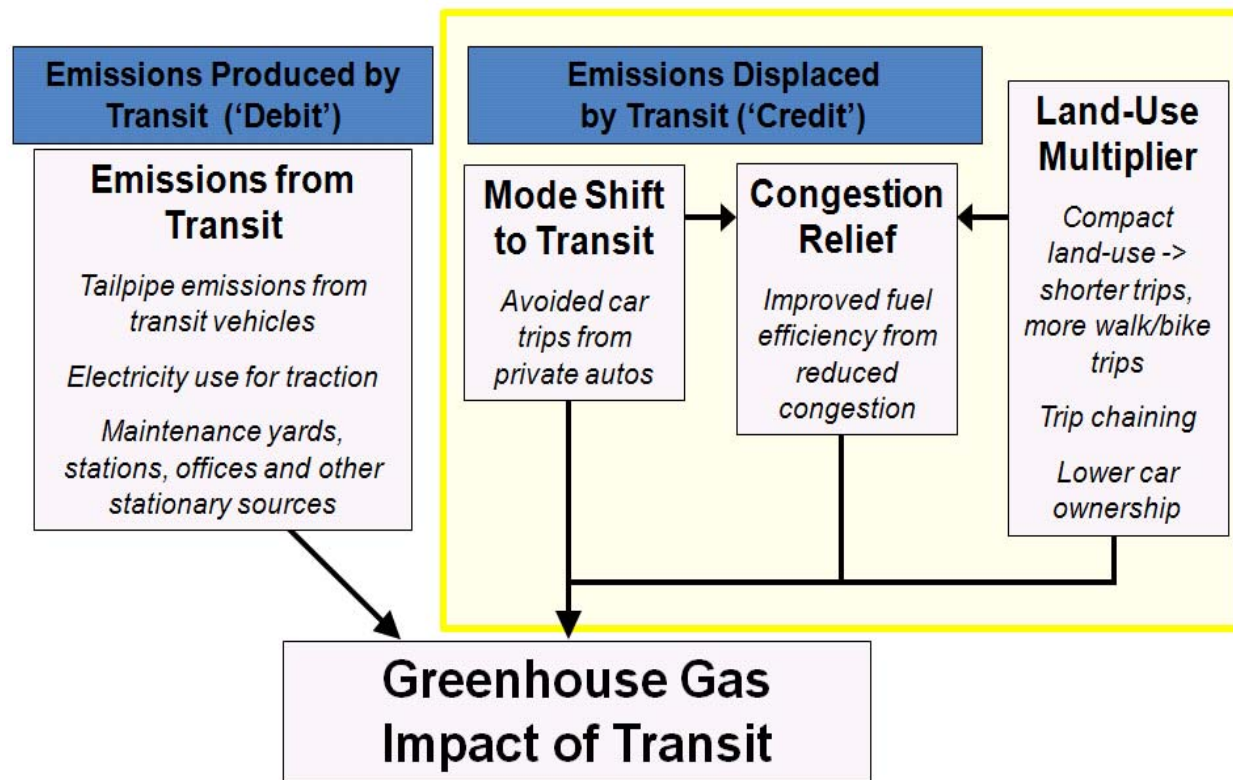 Emissions Produced by
Transit (‘Debit’)
Emissions from
Transit
Tailpipe emissions from
transit vehicles
Electricity use for traction
Maintenance yards,
stations, offices and other
stationary sources
Emissions Displaced
by Transit (‘Credit’)
Mode Shift
to Transit
Avoided car
trips from
private autos
Congestion
Relief
Improved fuel
efficiency from
reduced
congestion
Land-Use
Multiplier
Compact
land-use ->
shorter trips,
more walk/bike
trips
Trip chaining
Lower car
ownership
Greenhouse Gas
Impact of Transit